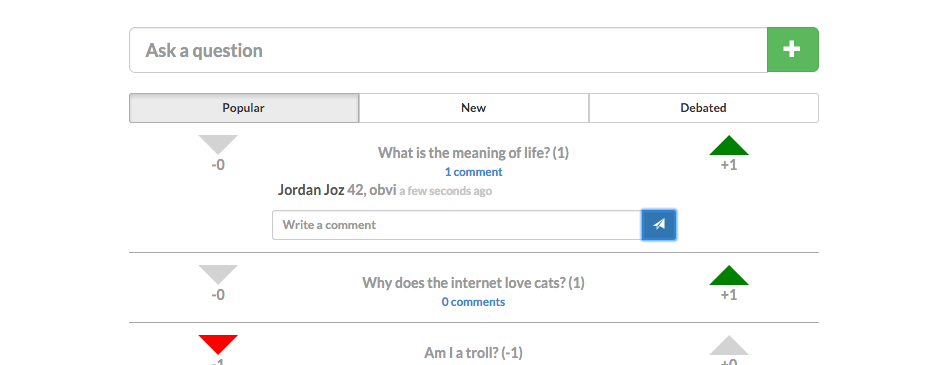 Ask a question
Popular New Debated
-0 What is the meaning of life? (1) +1
1 comment
Jordan Joz 42, obvi a few seconds ago
Write a comment
-0 Why does the internet love cats? (1) +1
0 comments
-1 Am I a troll? (-1) +0